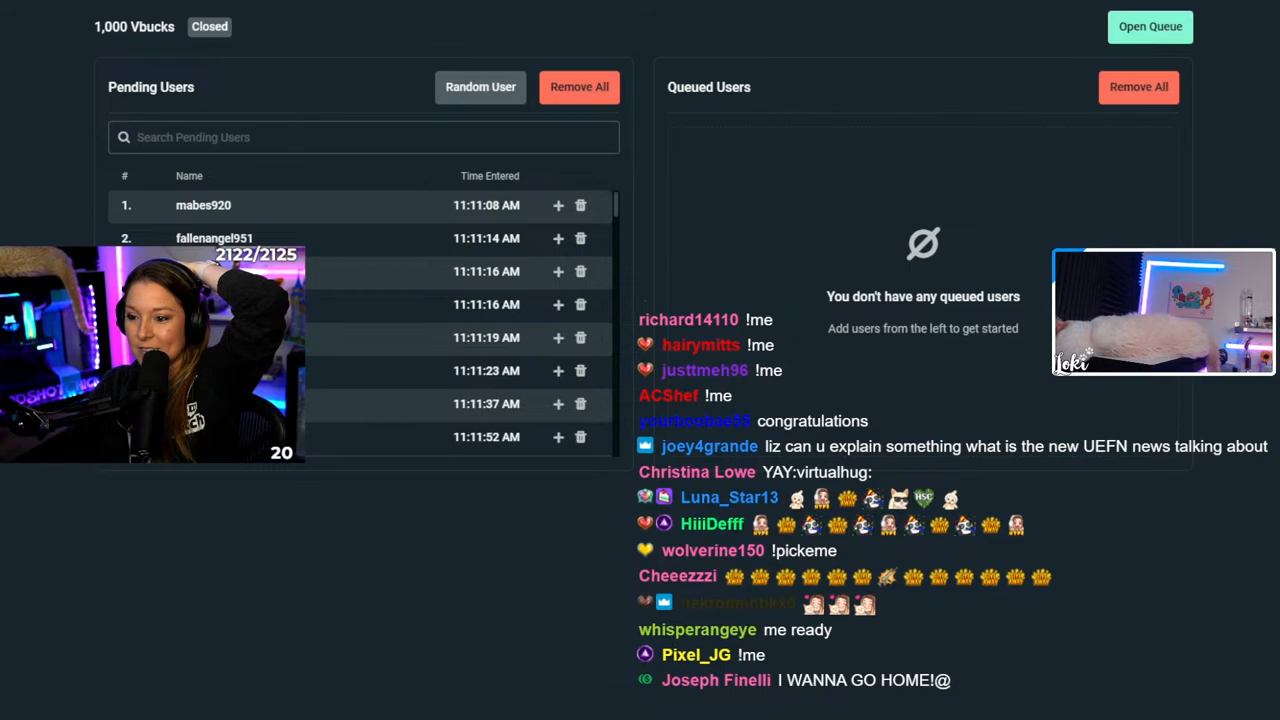 1,000 Vbucks Closed
Open Queue
Pending Users
Random User
Remove All
Search Pending Users
# Name Time Entered
1. mabes920 11:11:08 AM
2. fallenangel951 11:11:14 AM
11:11:16 AM
11:11:16 AM
11:11:19 AM
11:11:23 AM
11:11:37 AM
11:11:52 AM
2122/2125
20
Queued Users
Remove All
You don't have any queued users
Add users from the left to get started
Loki
richard14110 !me
hairymitts !me
justtmeh96 !me
ACShef !me
yourboobae55 congratulations
joey4grande liz can u explain something what is the new UEFN news talking about
Christina Lowe YAY:virtualhug:
Luna_Star13
HSC
HiiiDefff
wolverine150 !pickeme
Cheeezzzi
whisperangeye me ready
Pixel_JG !me
Joseph Finelli I WANNA GO HOME!@